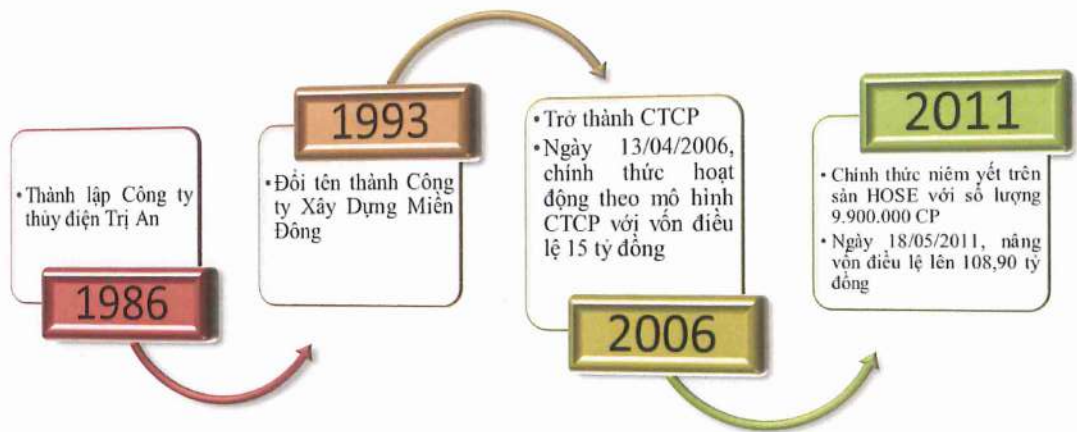 • Thành lập Công ty
thủy điện Trị An
1986
1993
• Đổi tên thành Công
ty Xây Dựng Miền
Đông
• Trở thành CTCP
• Ngày 13/04/2006,
chính thức hoạt
động theo mô hình
CTCP với vốn điều
lệ 15 tỷ đồng
2006
2011
• Chính thức niêm yết trên
sàn HOSE với số lượng
9.900.000 CP
• Ngày 18/05/2011, nâng
vốn điều lệ lên 108,90 tỷ
đồng